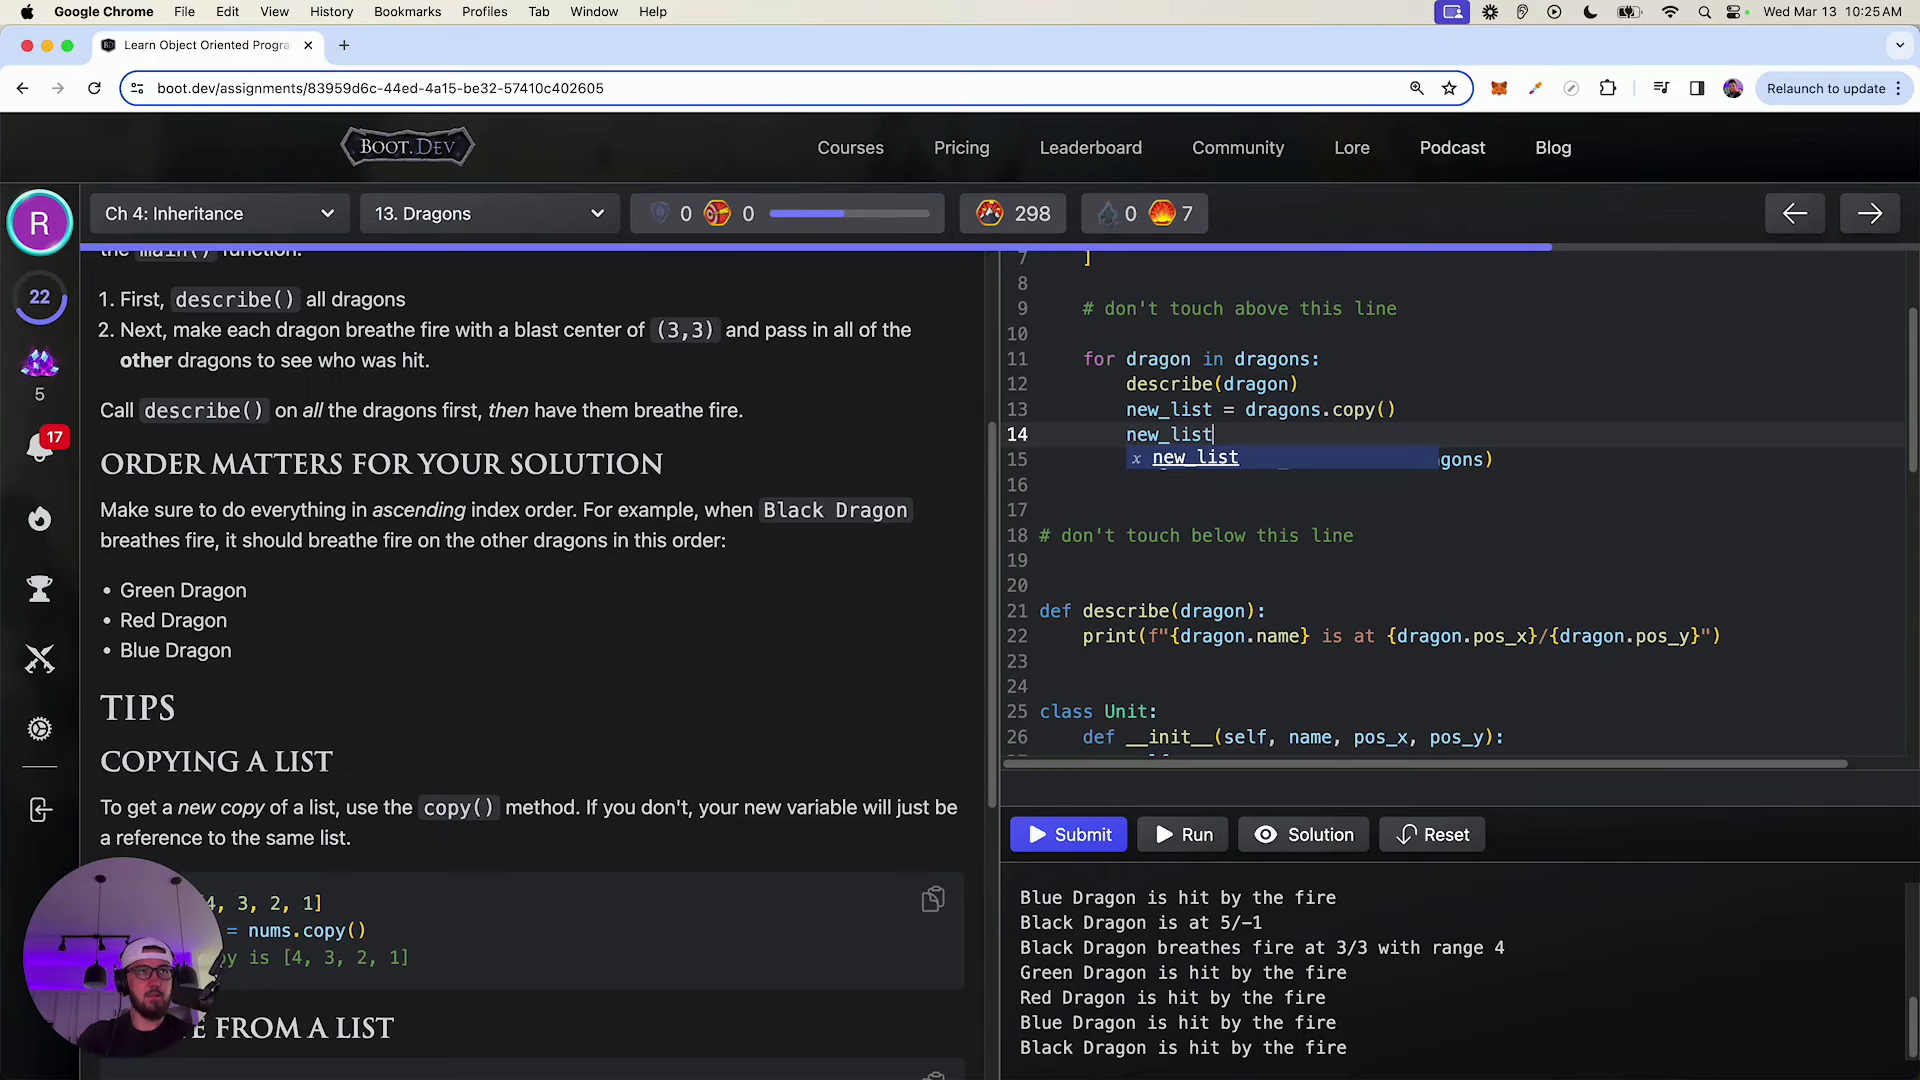 Google Chrome File Edit View History Bookmarks Profiles Tab Window Help Wed Mar 13 10:25 AM
Learn Object Oriented Progra
boot.dev/assignments/83959d6c-44ed-4a15-be32-57410c402605
Relaunch to update
BOOT.DEV
Courses Pricing Leaderboard Community Lore Podcast Blog
R
Ch 4: Inheritance
13. Dragons
0 0
298
0 7
22
5
17
the main() function.
1. First, describe() all dragons
2. Next, make each dragon breathe fire with a blast center of (3,3) and pass in all of the
other dragons to see who was hit.
Call describe() on all the dragons first, then have them breathe fire.
ORDER MATTERS FOR YOUR SOLUTION
Make sure to do everything in ascending index order. For example, when Black Dragon
breathes fire, it should breathe fire on the other dragons in this order:
• Green Dragon
• Red Dragon
• Blue Dragon
TIPS
COPYING A LIST
To get a new copy of a list, use the copy() method. If you don't, your new variable will just be
a reference to the same list.
4, 3, 2, 1]
= nums.copy()
py is [4, 3, 2, 1]
E FROM A LIST
7 ]
8
9 # don't touch above this line
10
11 for dragon in dragons:
12 describe(dragon)
13 new_list = dragons.copy()
14 new_list
x new_list
15 gons)
16
17
18 # don't touch below this line
19
20
21 def describe(dragon):
22 print(f"{dragon.name} is at {dragon.pos_x}/{dragon.pos_y}")
23
24
25 class Unit:
26 def __init__(self, name, pos_x, pos_y):
Submit Run Solution Reset
Blue Dragon is hit by the fire
Black Dragon is at 5/-1
Black Dragon breathes fire at 3/3 with range 4
Green Dragon is hit by the fire
Red Dragon is hit by the fire
Blue Dragon is hit by the fire
Black Dragon is hit by the fire